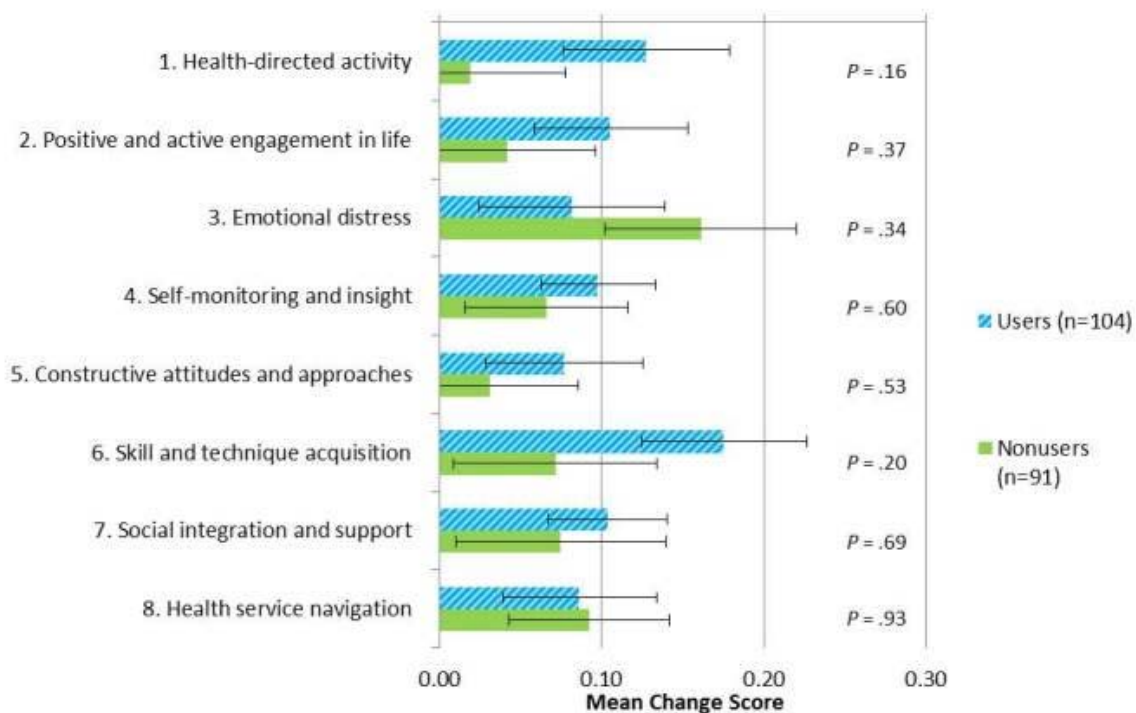 1. Health-directed activity
P = .16
2. Positive and active engagement in life
P = .37
3. Emotional distress
P = .34
4. Self-monitoring and insight
P = .60
5. Constructive attitudes and approaches
P = .53
6. Skill and technique acquisition
P = .20
7. Social integration and support
P = .69
8. Health service navigation
P = .93
Users (n=104)
Nonusers
(n=91)
0.00 0.10 0.20 0.30
Mean Change Score